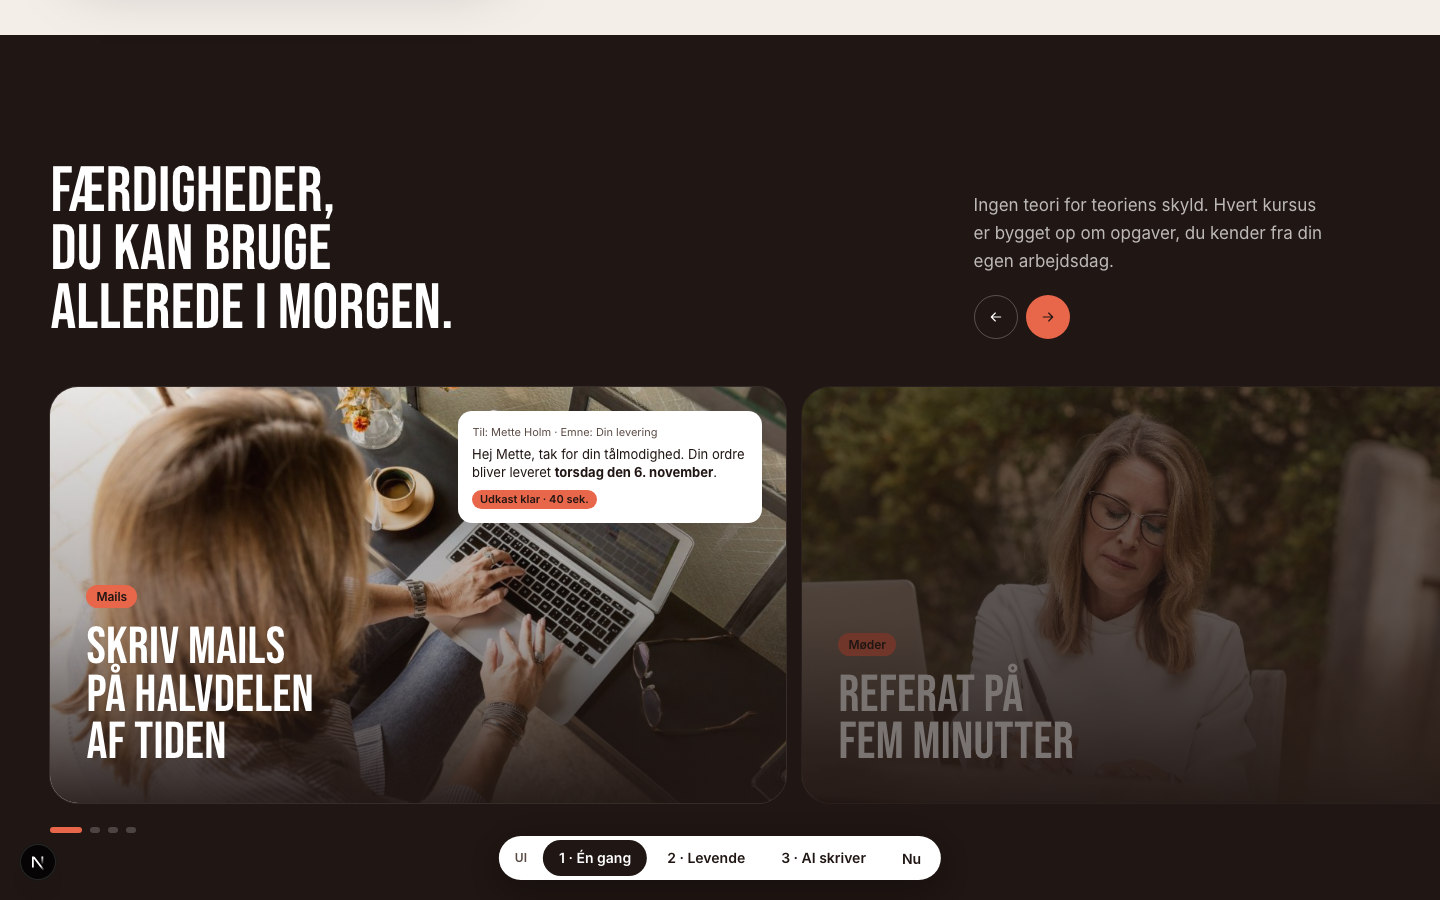 FÆRDIGHEDER,
DU KAN BRUGE
ALLEREDE I MORGEN.
Ingen teori for teoriens skyld. Hvert kursus
er bygget op om opgaver, du kender fra din
egen arbejdsdag.
Til: Mette Holm · Emne: Din levering
Hej Mette, tak for din tålmodighed. Din ordre
bliver leveret torsdag den 6. november.
Udkast klar · 40 sek.
Mails
SKRIV MAILS
PÅ HALVDELEN
AF TIDEN
Møder
REFERAT PÅ
FEM MINUTTER
UI
1 · Én gang
2 · Levende
3 · AI skriver
Nu
N